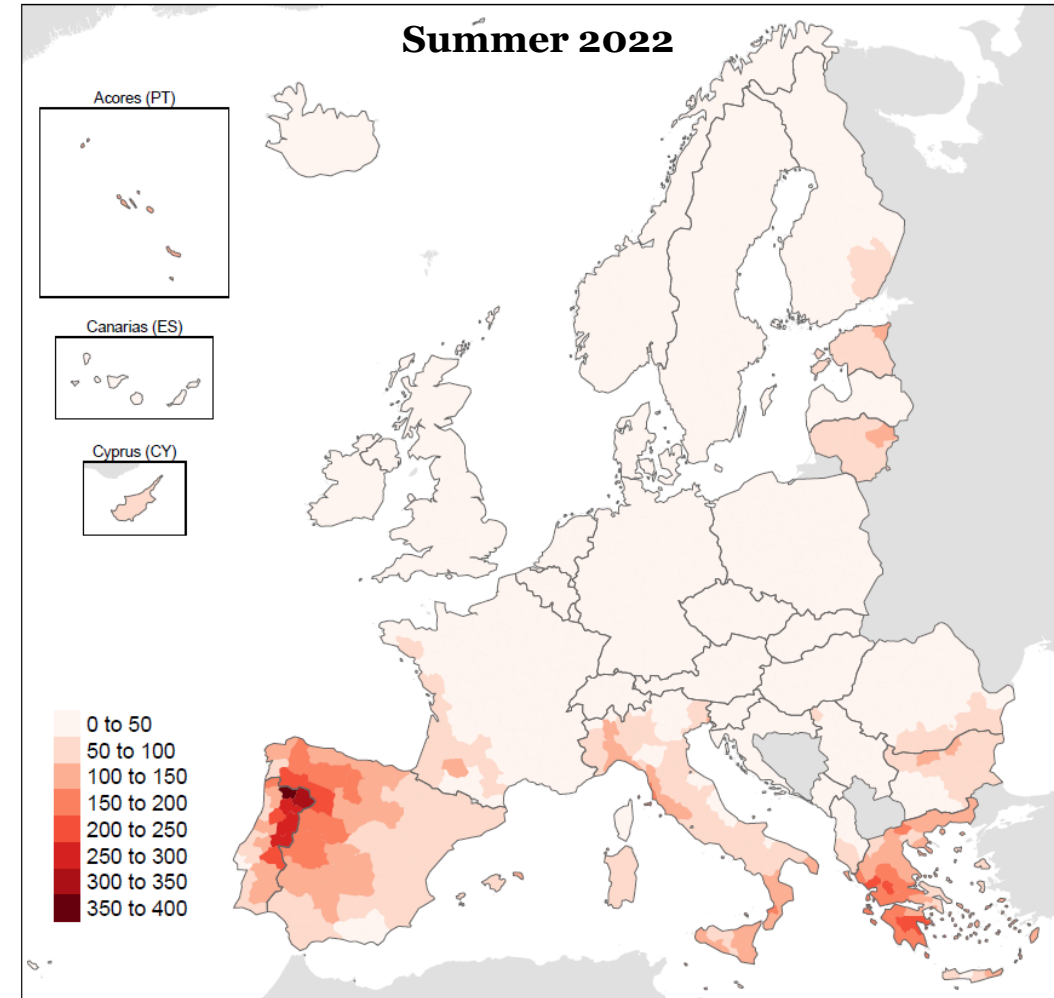 Summer 2022
Acores (PT)
Canarias (ES)
Cyprus (CY)
0 to 50
50 to 100
100 to 150
150 to 200
200 to 250
250 to 300
300 to 350
350 to 400